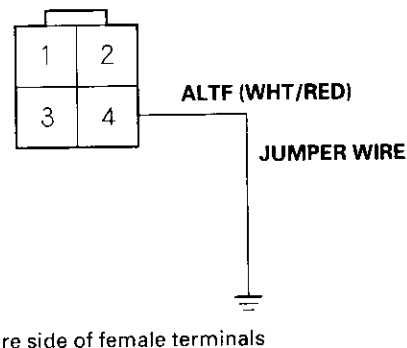 1 2
3 4
ALTF (WHT/RED)
JUMPER WIRE
re side of female terminals